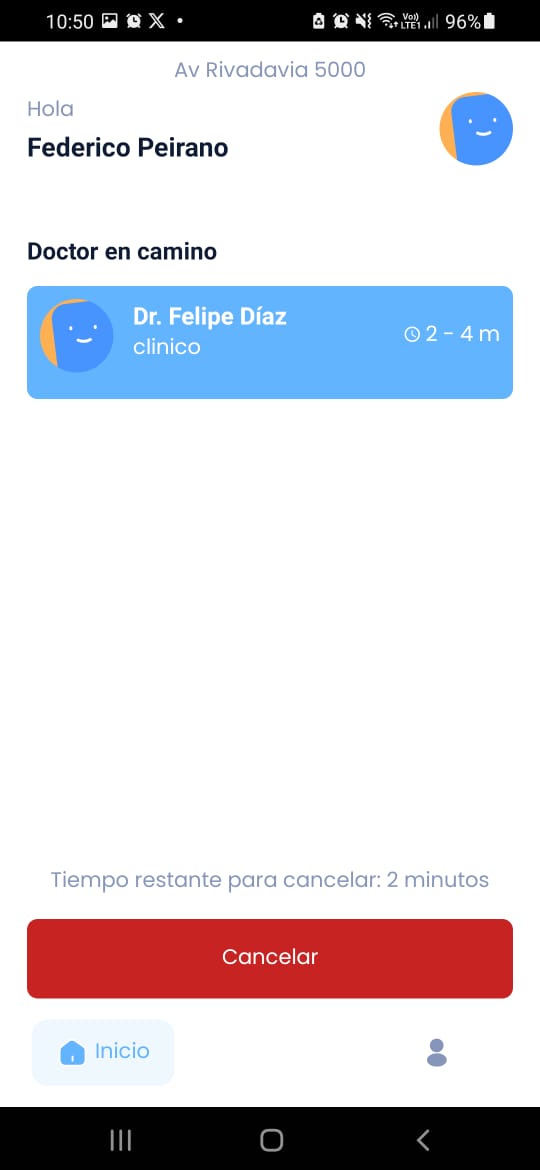 10:50 96%
Av Rivadavia 5000
Hola
Federico Peirano
Doctor en camino
Dr. Felipe Díaz
clinico
2 - 4 m
Tiempo restante para cancelar: 2 minutos
Cancelar
Inicio